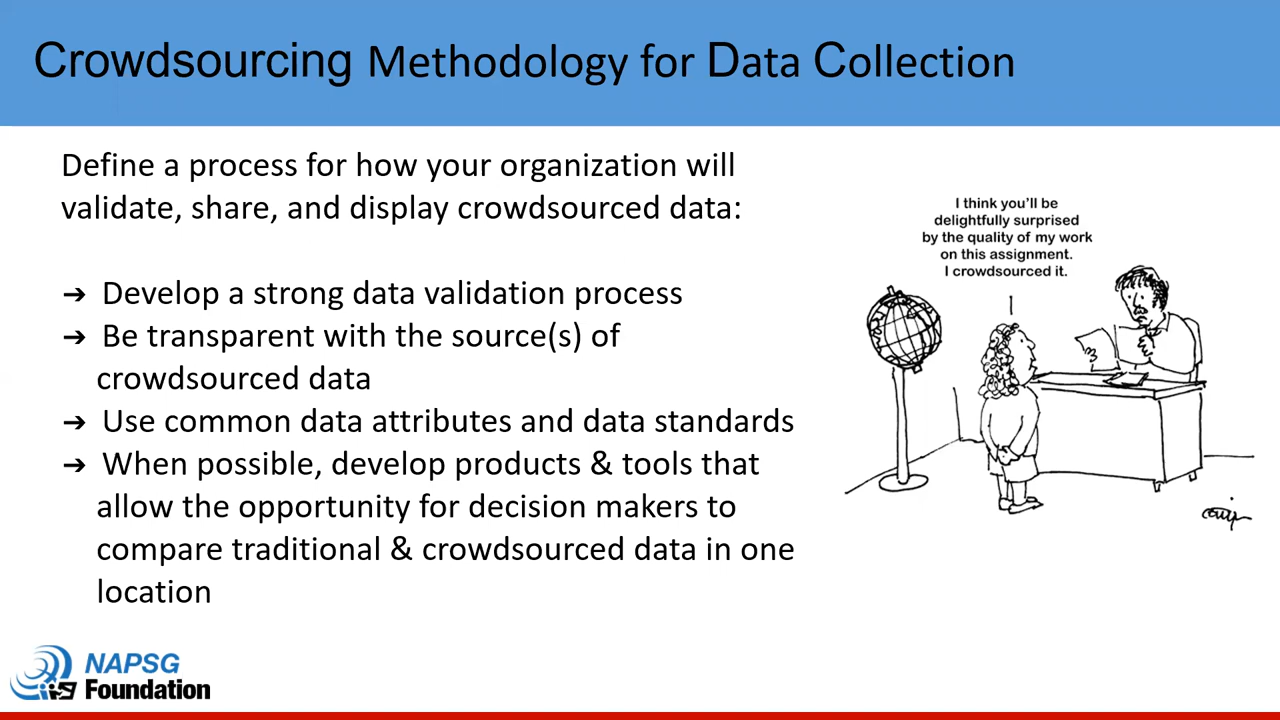 Crowdsourcing Methodology for Data Collection
Define a process for how your organization will
validate, share, and display crowdsourced data:
➔ Develop a strong data validation process
➔ Be transparent with the source(s) of
crowdsourced data
➔ Use common data attributes and data standards
➔ When possible, develop products & tools that
allow the opportunity for decision makers to
compare traditional & crowdsourced data in one
location
I think you'll be
delightfully surprised
by the quality of my work
on this assignment.
I crowdsourced it.
NAPSG
Foundation